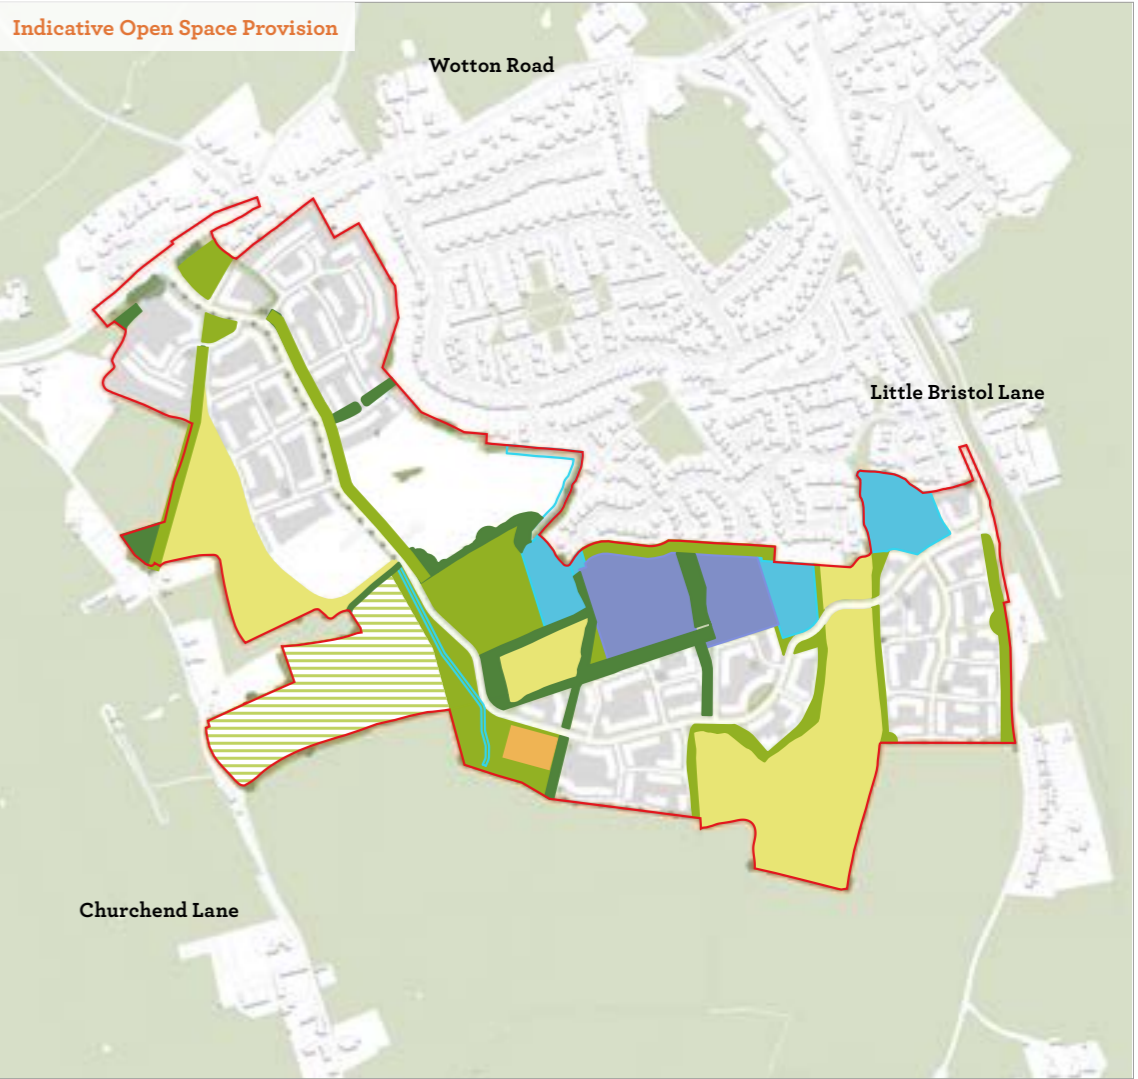 Indicative Open Space Provision
Wotton Road
Little Bristol Lane
Churchend Lane